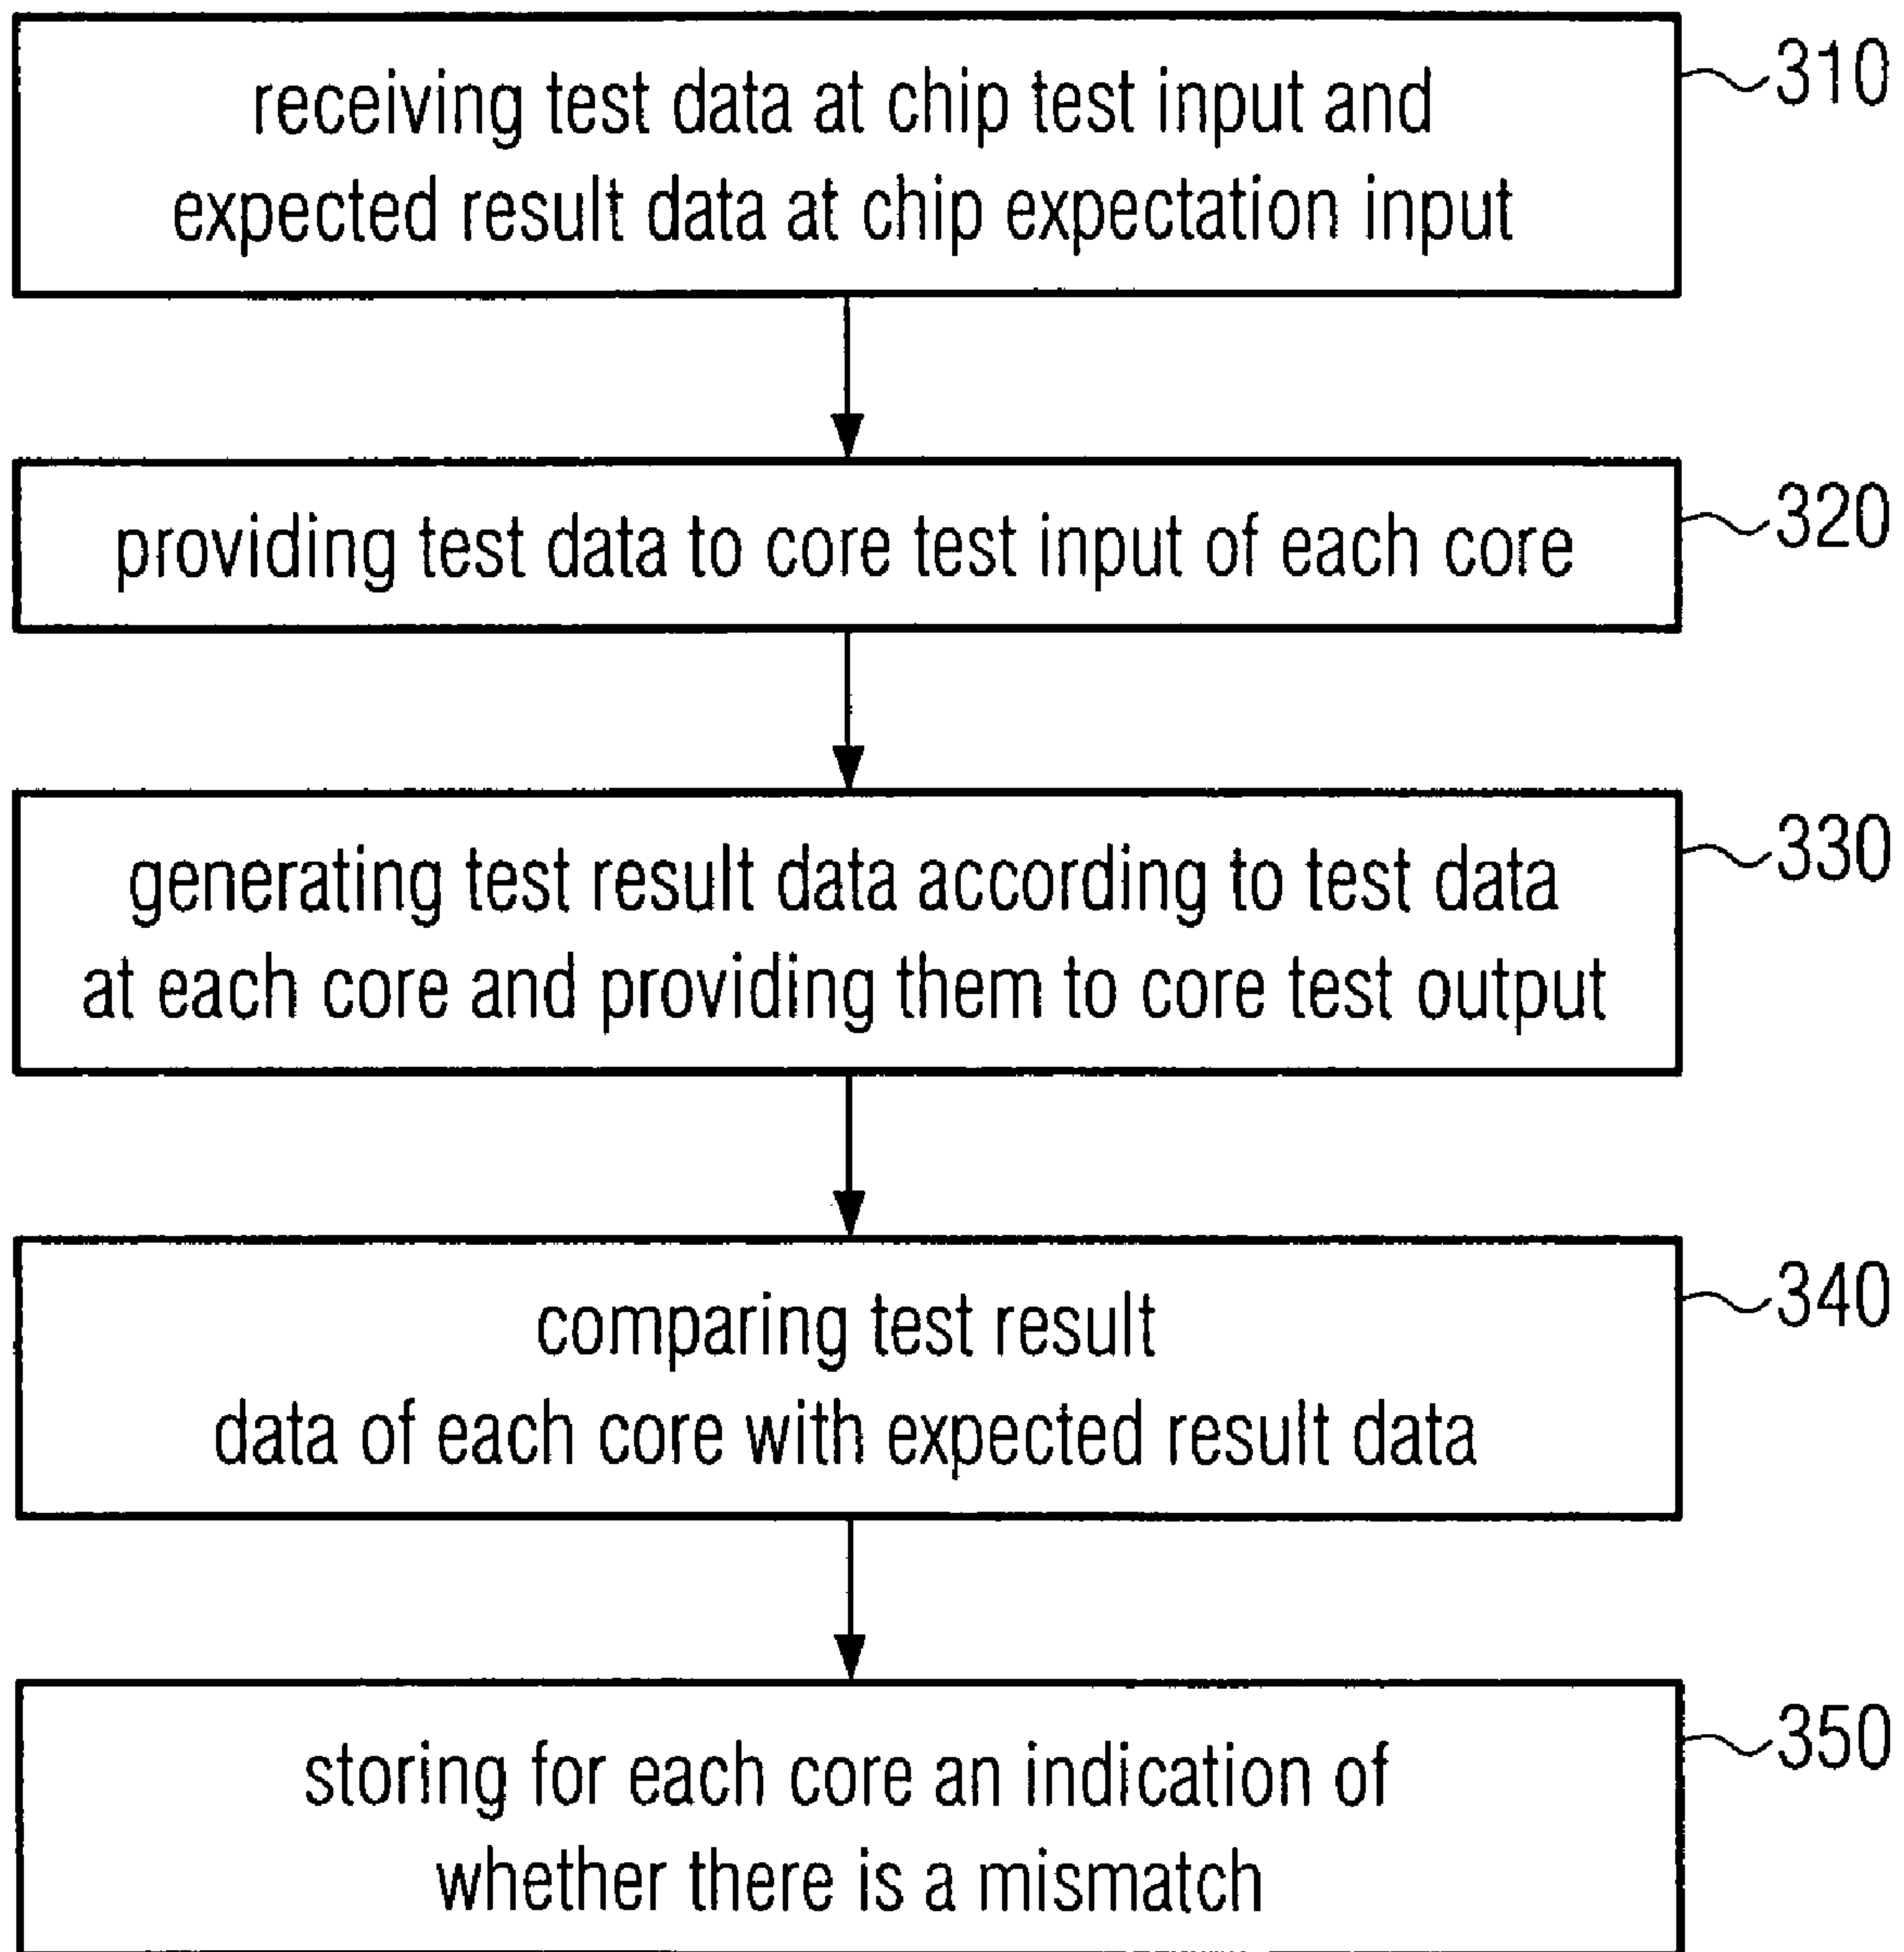 receiving test data at chip test input and
expected result data at chip expectation input
310
providing test data to core test input of each core
320
generating test result data according to test data
at each core and providing them to core test output
330
comparing test result
data of each core with expected result data
340
storing for each core an indication of
whether there is a mismatch
350